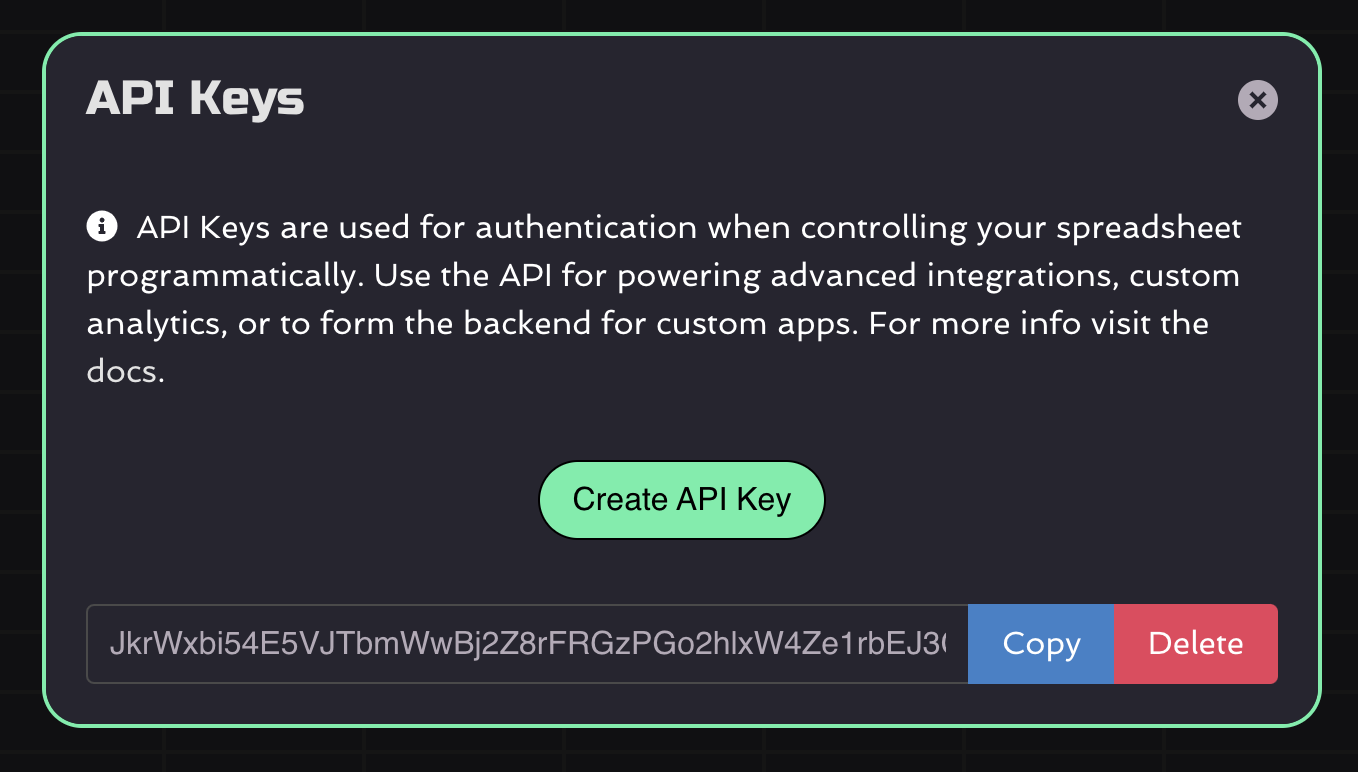 API Keys
API Keys are used for authentication when controlling your spreadsheet
programmatically. Use the API for powering advanced integrations, custom
analytics, or to form the backend for custom apps. For more info visit the
docs.
Create API Key
JkrWxbi54E5VJTbmWwBj2Z8rFRGzPGo2hlxW4Ze1rbEJ3 Copy Delete